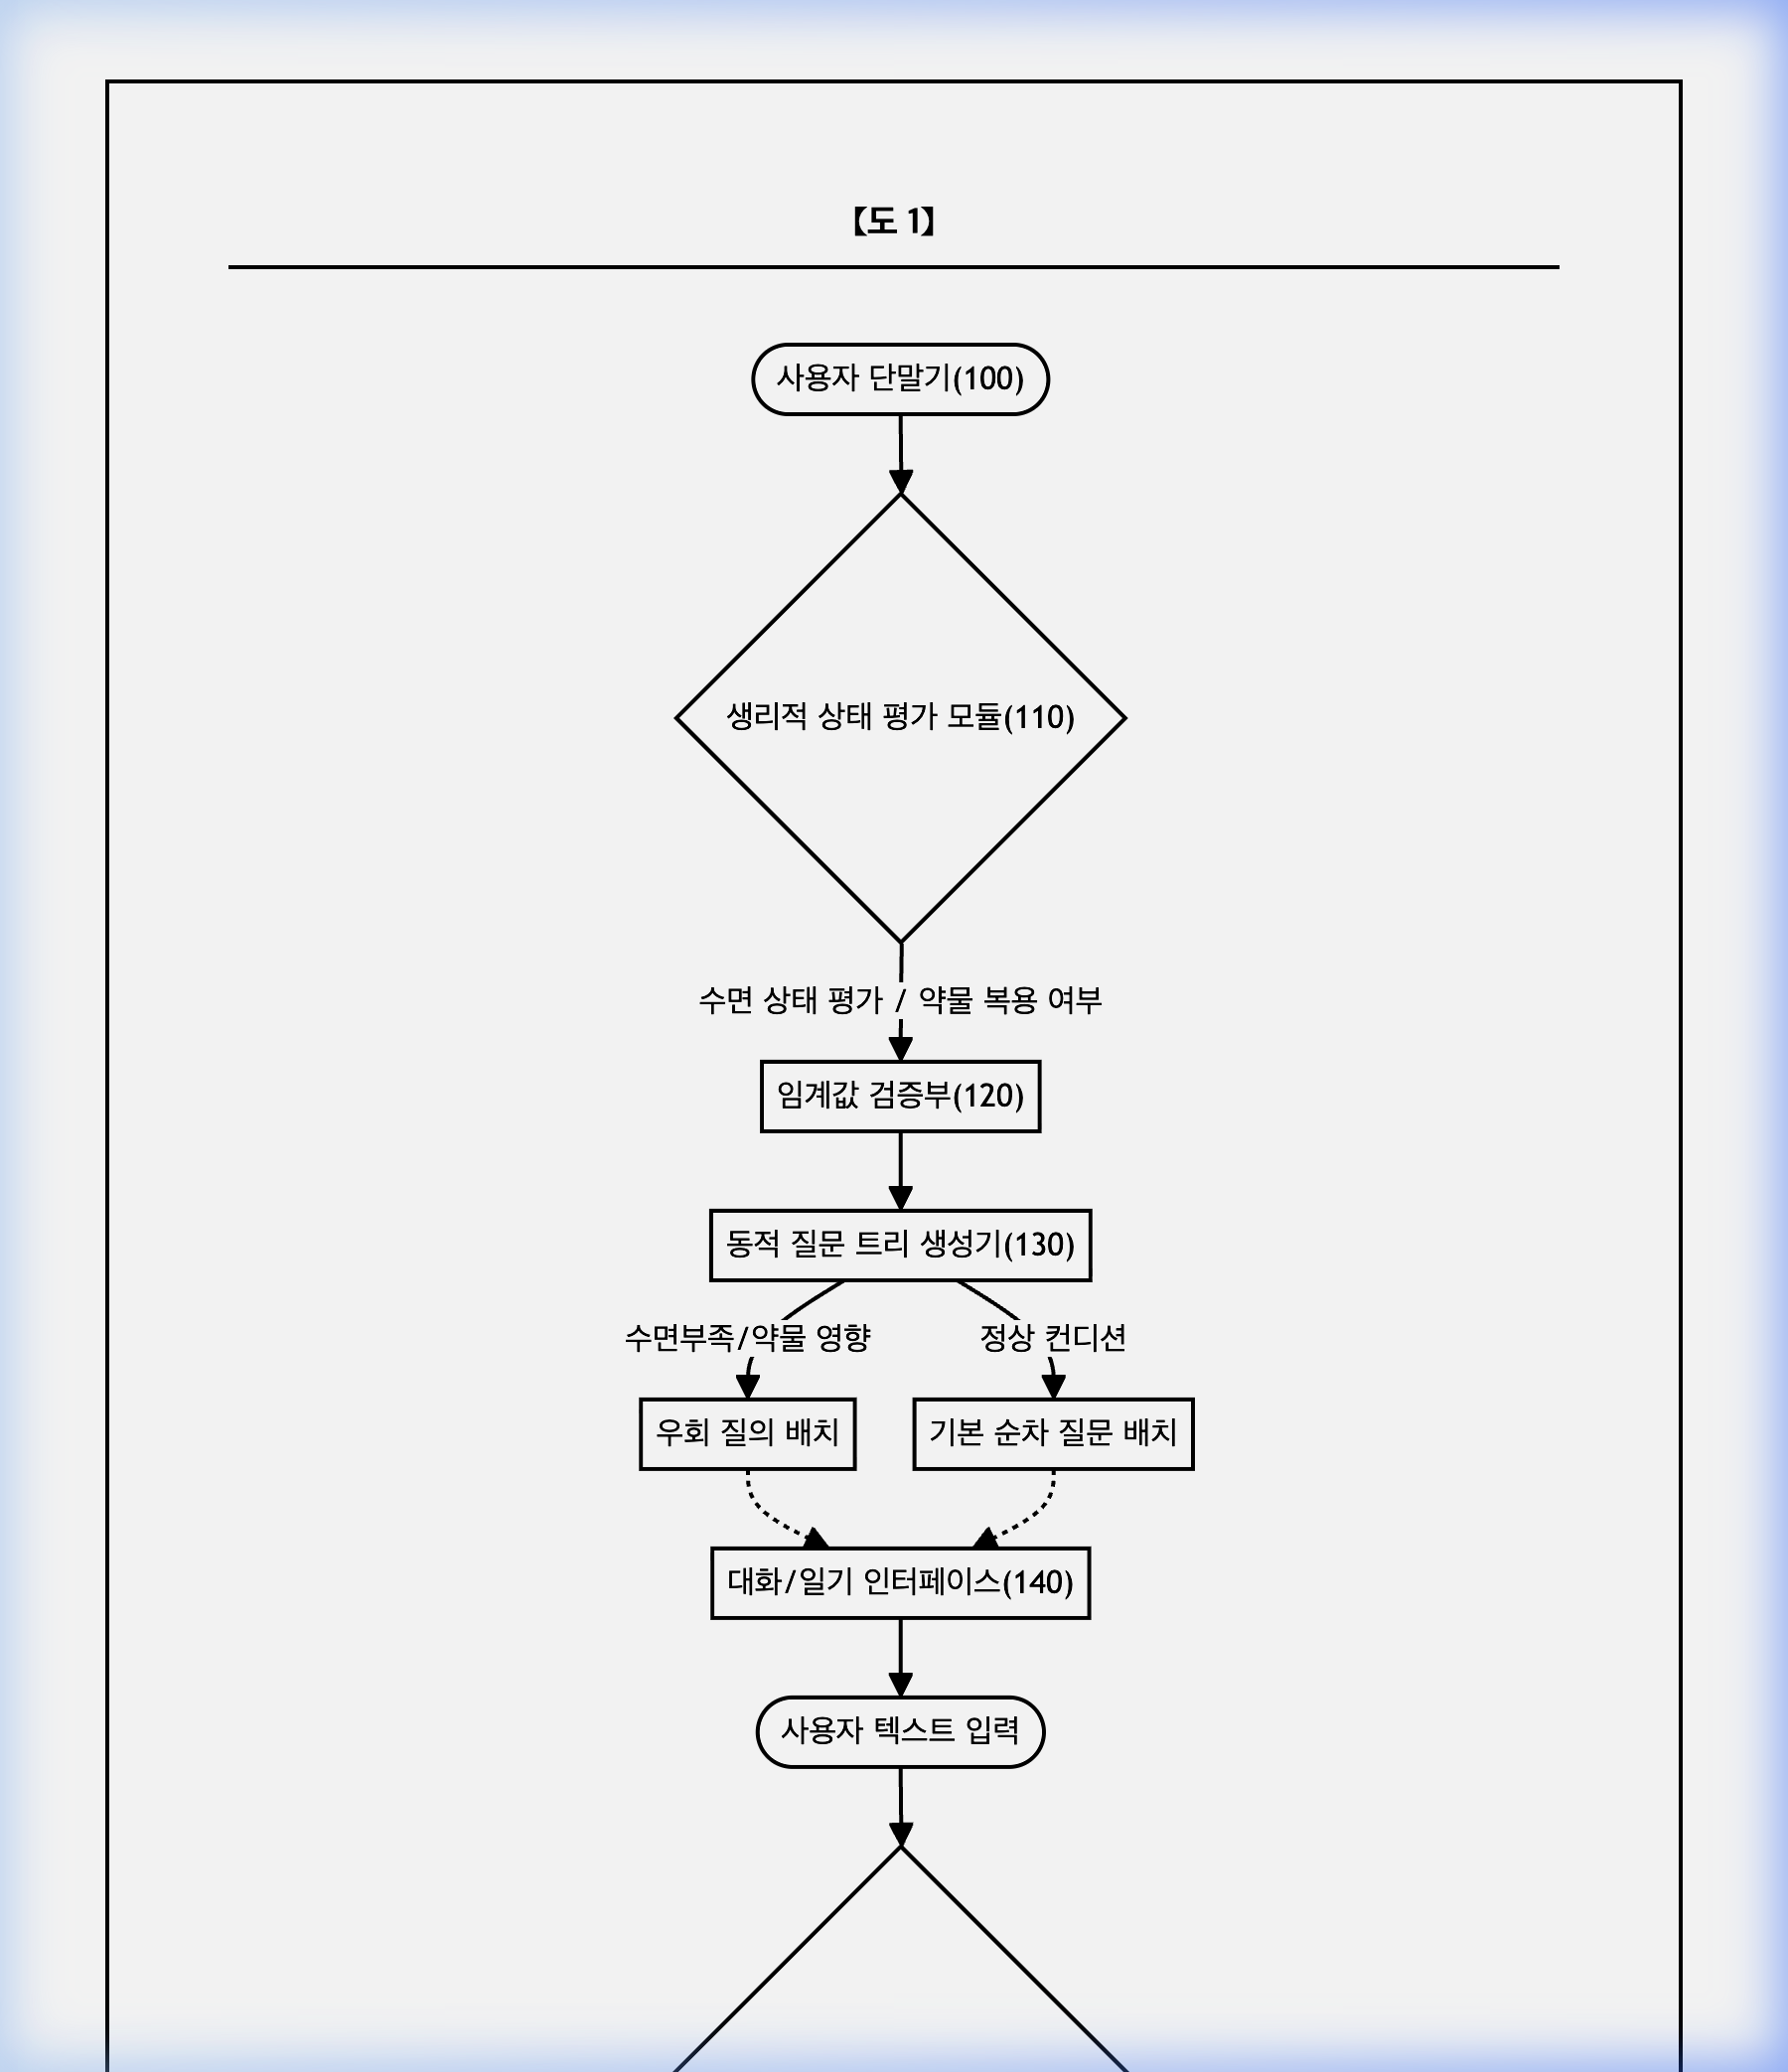 【도 1】
사용자 단말기(100)
생리적 상태 평가 모듈(110)
수면 상태 평가 / 약물 복용 여부
임계값 검증부(120)
동적 질문 트리 생성기(130)
수면부족/약물 영향
정상 컨디션
우회 질의 배치
기본 순차 질문 배치
대화/일기 인터페이스(140)
사용자 텍스트 입력